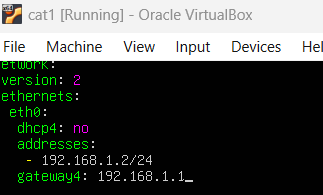 cat1 [Running] - Oracle VirtualBox
File Machine View Input Devices Hel
etwork:
version: 2
ethernets:
eth0:
dhcp4: no
addresses:
- 192.168.1.2/24
gateway4: 192.168.1.1_